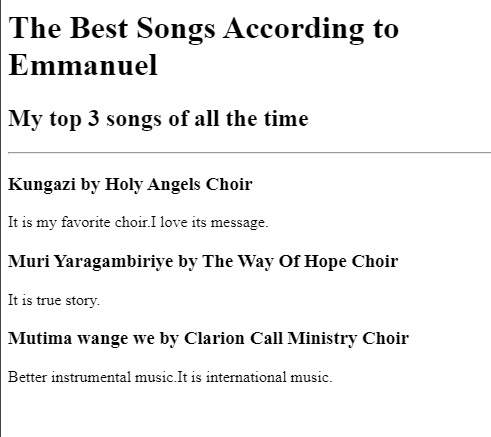 The Best Songs According to
Emmanuel
My top 3 songs of all the time
Kungazi by Holy Angels Choir
It is my favorite choir.I love its message.
Muri Yaragambiriye by The Way Of Hope Choir
It is true story.
Mutima wange we by Clarion Call Ministry Choir
Better instrumental music.It is international music.